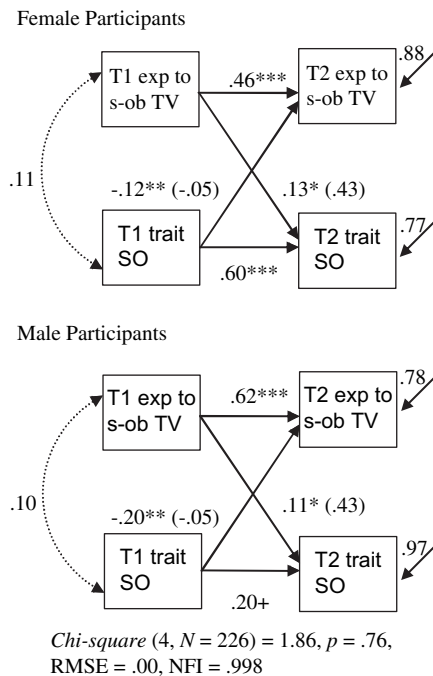 Female Participants
T1 exp to
s-ob TV
.46***
T2 exp to
s-ob TV
.88
.11
-.12** (-.05)
.13* (.43)
T1 trait
SO
.60***
T2 trait
SO
.77
Male Participants
T1 exp to
s-ob TV
.62***
T2 exp to
s-ob TV
.78
.10
-.20** (-.05)
.11* (.43)
T1 trait
SO
.20+
T2 trait
SO
.97
Chi-square (4, N = 226) = 1.86, p = .76,
RMSE = .00, NFI = .998